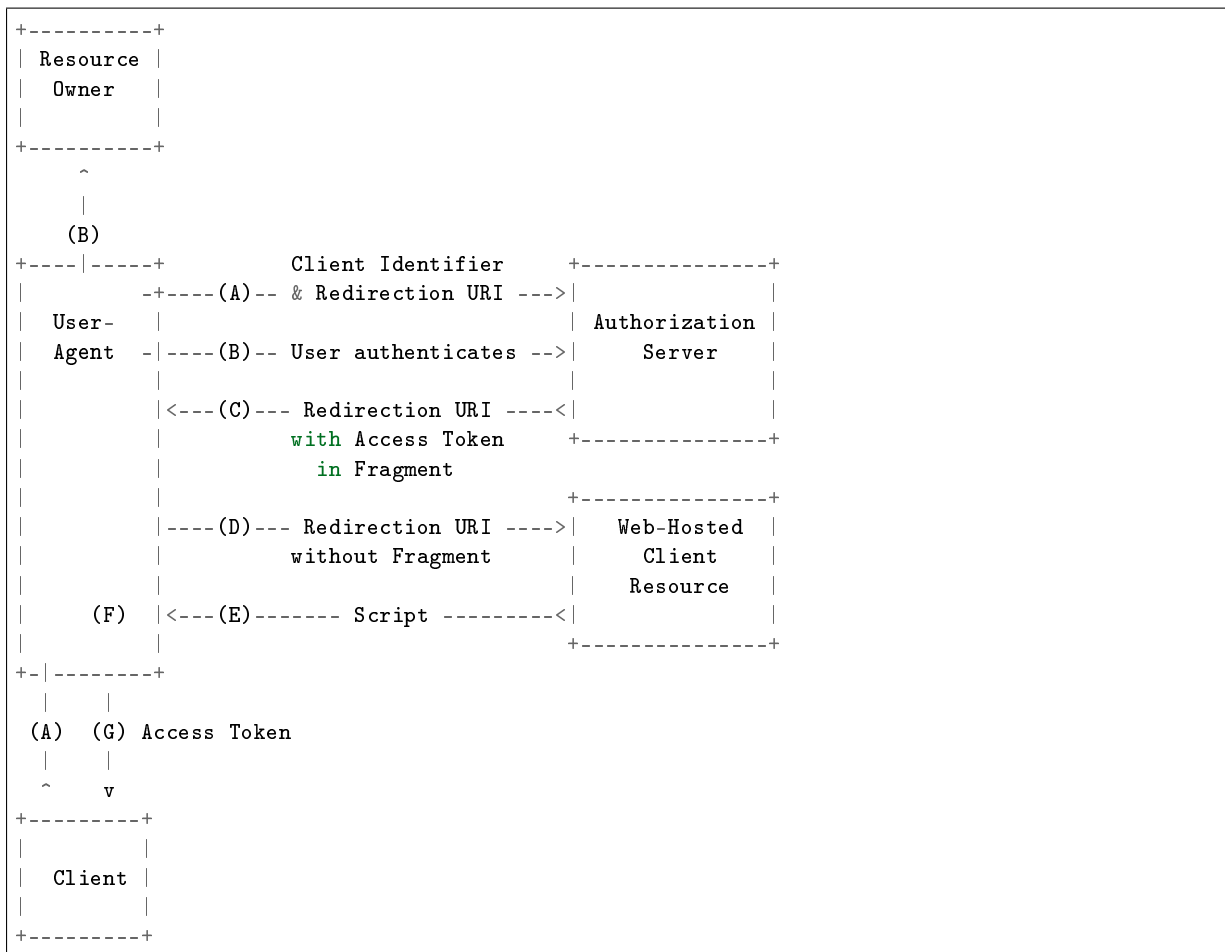 +----------+
| Resource |
|  Owner   |
|          |
+----------+
     ^
     |
    (B)
+----|-----+          Client Identifier     +---------------+
|         -+----(A)-- & Redirection URI --->|               |
|  User-   |                                | Authorization |
|  Agent  -|----(B)-- User authenticates -->|     Server    |
|          |                                |               |
|          |<---(C)--- Redirection URI ----<|               |
|          |          with Access Token     +---------------+
|          |            in Fragment
|          |                                +---------------+
|          |----(D)--- Redirection URI ---->|   Web-Hosted  |
|          |          without Fragment      |     Client    |
|          |                                |    Resource   |
|     (F)  |<---(E)------- Script ---------<|               |
|          |                                +---------------+
+-|--------+
  |    |
 (A)  (G) Access Token
  |    |
  ^    v
+---------+
|         |
|  Client |
|         |
+---------+